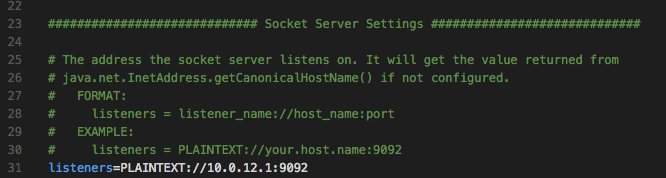 22
23 ############################# Socket Server Settings #############################
24
25 # The address the socket server listens on. It will get the value returned from
26 # java.net.InetAddress.getCanonicalHostName() if not configured.
27 #   FORMAT:
28 #     listeners = listener_name://host_name:port
29 #   EXAMPLE:
30 #     listeners = PLAINTEXT://your.host.name:9092
31 listeners=PLAINTEXT://10.0.12.1:9092